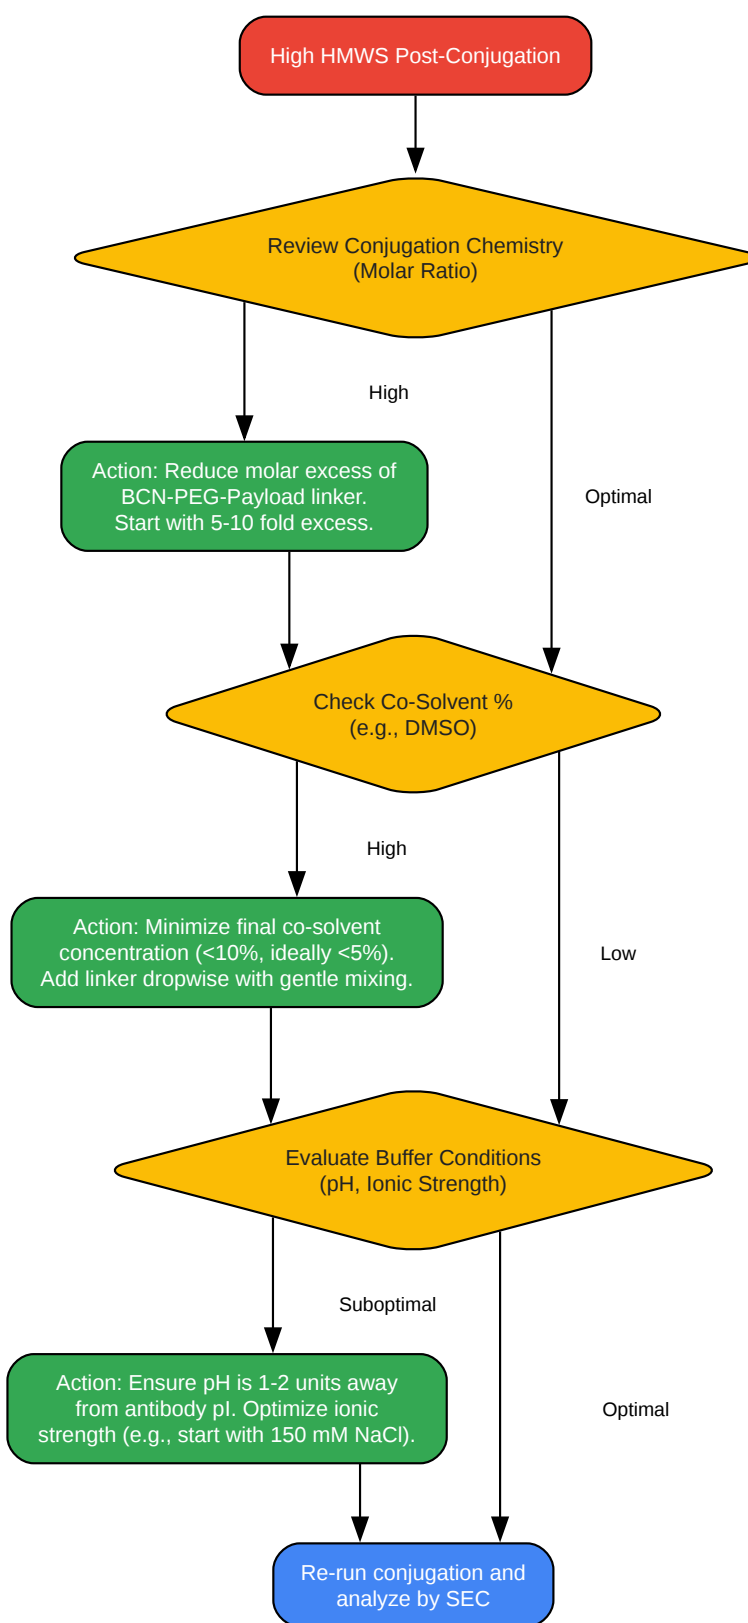 High HMWS Post-Conjugation
Review Conjugation Chemistry
(Molar Ratio)
High
Action: Reduce molar excess of
BCN-PEG-Payload linker.
Start with 5-10 fold excess.
Optimal
Check Co-Solvent %
(e.g., DMSO)
High
Action: Minimize final co-solvent
concentration (<10%, ideally <5%).
Add linker dropwise with gentle mixing.
Low
Evaluate Buffer Conditions
(pH, Ionic Strength)
Suboptimal
Action: Ensure pH is 1-2 units away
from antibody pI. Optimize ionic
strength (e.g., start with 150 mM NaCl).
Optimal
Re-run conjugation and
analyze by SEC